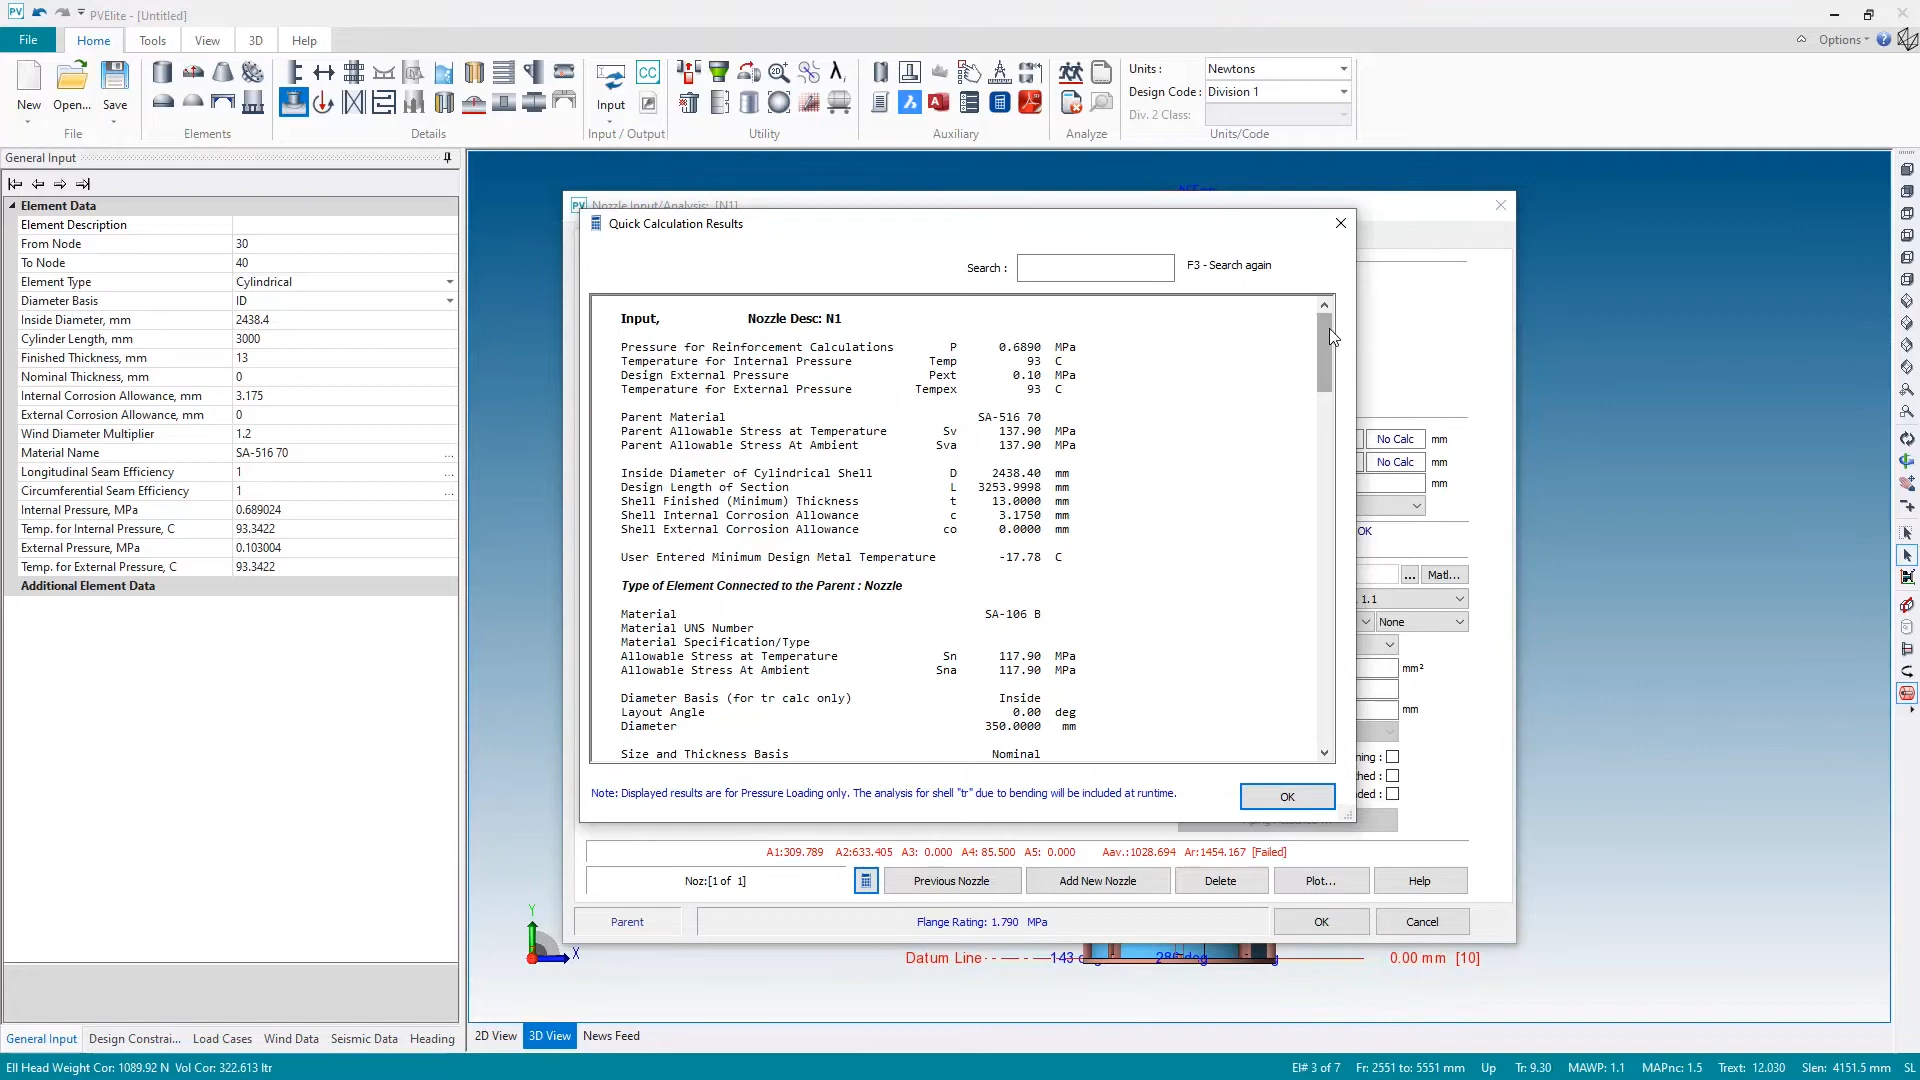 PVElite - [Untitled]
File Home Tools View 3D Help Options
New Open... Save Input CC
File Elements Details Input / Output Utility Auxiliary Analyze Units/Code
Units : Newtons
Design Code : Division 1
Div. 2 Class:
General Input
Element Data
Element Description
From Node 30
To Node 40
Element Type Cylindrical
Diameter Basis ID
Inside Diameter, mm 2438.4
Cylinder Length, mm 3000
Finished Thickness, mm 13
Nominal Thickness, mm 0
Internal Corrosion Allowance, mm 3.175
External Corrosion Allowance, mm 0
Wind Diameter Multiplier 1.2
Material Name SA-516 70 ...
Longitudinal Seam Efficiency 1 ...
Circumferential Seam Efficiency 1 ...
Internal Pressure, MPa 0.689024
Temp. for Internal Pressure, C 93.3422
External Pressure, MPa 0.103004
Temp. for External Pressure, C 93.3422
Additional Element Data
General Input Design Constrai... Load Cases Wind Data Seismic Data Heading
Nozzle Input/Analysis: [N1]
Quick Calculation Results
Search : F3 - Search again
Input, Nozzle Desc: N1
Pressure for Reinforcement Calculations P 0.6890 MPa
Temperature for Internal Pressure Temp 93 C
Design External Pressure Pext 0.10 MPa
Temperature for External Pressure Tempex 93 C
Parent Material SA-516 70
Parent Allowable Stress at Temperature Sv 137.90 MPa
Parent Allowable Stress At Ambient Sva 137.90 MPa
Inside Diameter of Cylindrical Shell D 2438.40 mm
Design Length of Section L 3253.9998 mm
Shell Finished (Minimum) Thickness t 13.0000 mm
Shell Internal Corrosion Allowance c 3.1750 mm
Shell External Corrosion Allowance co 0.0000 mm
User Entered Minimum Design Metal Temperature -17.78 C
Type of Element Connected to the Parent : Nozzle
Material SA-106 B
Material UNS Number
Material Specification/Type
Allowable Stress at Temperature Sn 117.90 MPa
Allowable Stress At Ambient Sna 117.90 MPa
Diameter Basis (for tr calc only) Inside
Layout Angle 0.00 deg
Diameter 350.0000 mm
Size and Thickness Basis Nominal
Note: Displayed results are for Pressure Loading only. The analysis for shell "tr" due to bending will be included at runtime.
OK
No Calc mm
No Calc mm
mm
OK
... Matl...
1.1
None
mm²
mm
ning :
hed :
ded :
A1:309.789 A2:633.405 A3: 0.000 A4: 85.500 A5: 0.000 Aav.:1028.694 Ar:1454.167 [Failed]
Noz:[1 of 1] Previous Nozzle Add New Nozzle Delete Plot... Help
Parent Flange Rating: 1.790 MPa OK Cancel
Y
X
Datum Line 143 0.00 mm [10]
2D View 3D View News Feed
Ell Head Weight Cor: 1089.92 N Vol Cor: 322.613 ltr El# 3 of 7 Fr: 2551 to: 5551 mm Up Tr: 9.30 MAWP: 1.1 MAPnc: 1.5 Trext: 12.030 Slen: 4151.5 mm SL